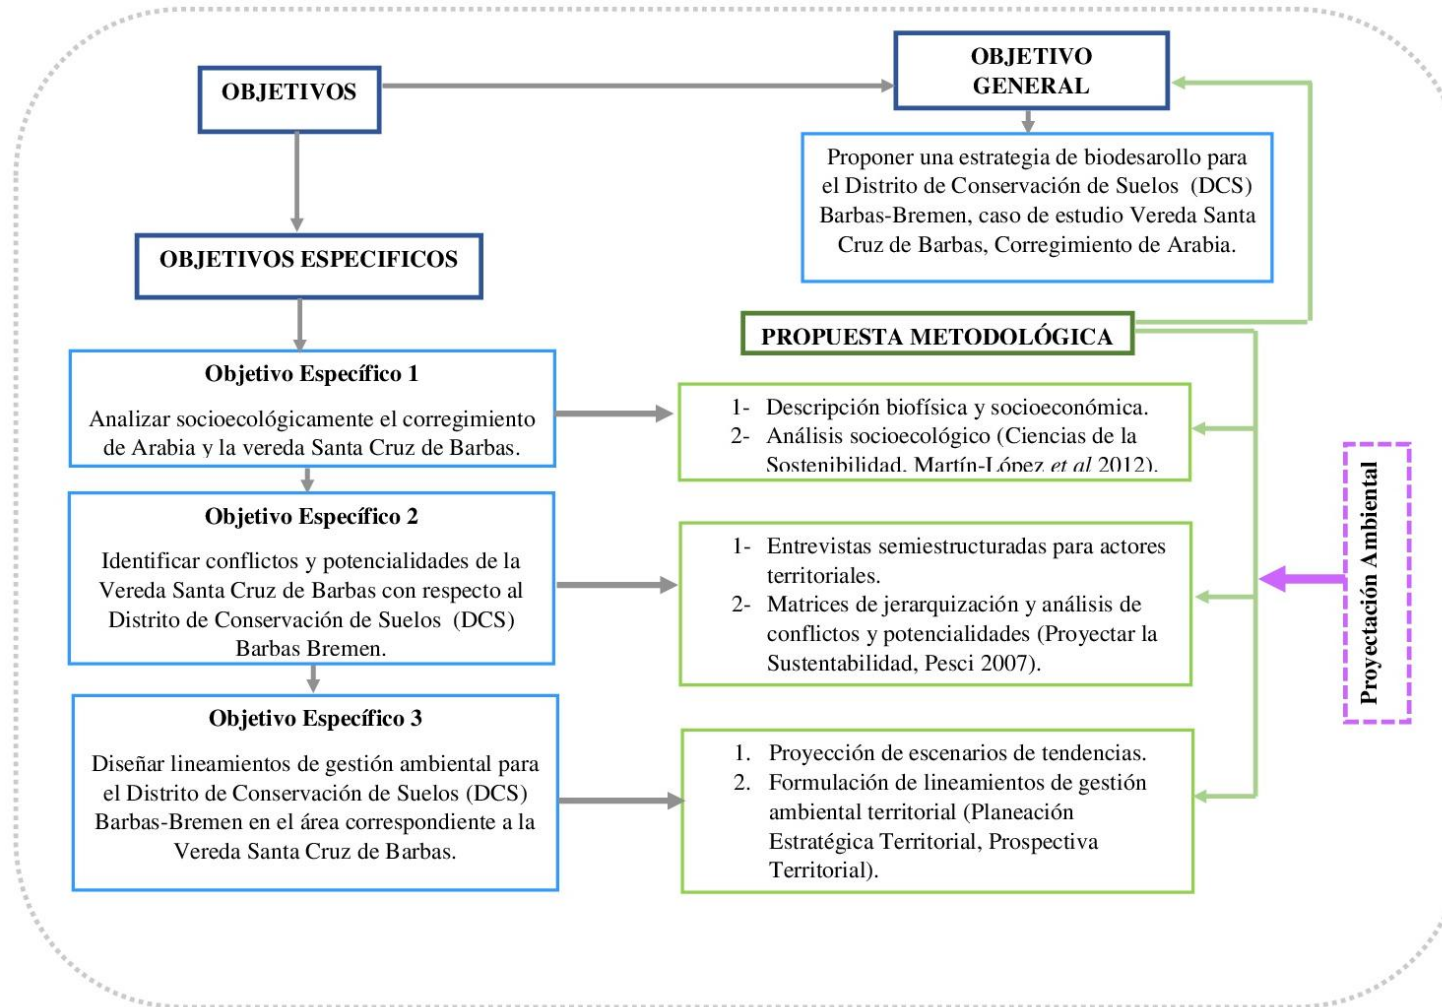 OBJETIVOS
OBJETIVO
GENERAL
Proponer una estrategia de biodesarollo para
el Distrito de Conservación de Suelos (DCS)
Barbas-Bremen, caso de estudio Vereda Santa
Cruz de Barbas, Corregimiento de Arabia.
OBJETIVOS ESPECIFICOS
PROPUESTA METODOLÓGICA
Objetivo Específico 1
Analizar socioecológicamente el corregimiento
de Arabia y la vereda Santa Cruz de Barbas.
1- Descripción biofísica y socioeconómica.
2- Análisis socioecológico (Ciencias de la
Sostenibilidad, Martín-López et al 2012).
Objetivo Específico 2
Identificar conflictos y potencialidades de la
Vereda Santa Cruz de Barbas con respecto al
Distrito de Conservación de Suelos (DCS)
Barbas Bremen.
1- Entrevistas semiestructuradas para actores
territoriales.
2- Matrices de jerarquización y análisis de
conflictos y potencialidades (Proyectar la
Sustentabilidad, Pesci 2007).
Objetivo Específico 3
Diseñar lineamientos de gestión ambiental para
el Distrito de Conservación de Suelos (DCS)
Barbas-Bremen en el área correspondiente a la
Vereda Santa Cruz de Barbas.
1. Proyección de escenarios de tendencias.
2. Formulación de lineamientos de gestión
ambiental territorial (Planeación
Estratégica Territorial, Prospectiva
Territorial).
Proyectación Ambiental